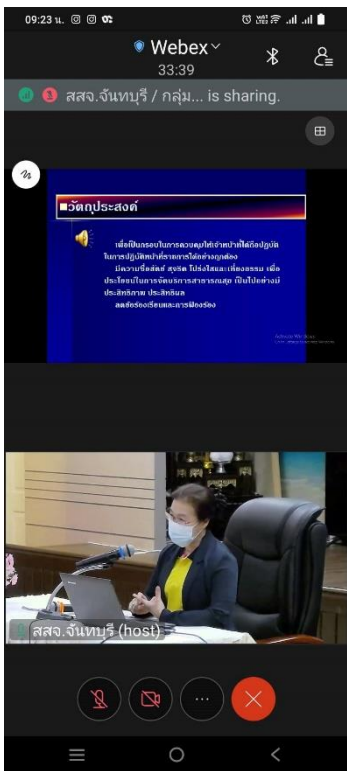 09:23 น.
Webex
33:39
สสจ.จันทบุรี / กลุ่ม... is sharing.
วัตถุประสงค์
เพื่อเป็นกรอบในการควบคุมให้เจ้าหน้าที่ได้ถือปฏิบัติ
ในการปฏิบัติหน้าที่ราชการได้อย่างถูกต้อง
มีความซื่อสัตย์ สุจริต โปร่งใสและเที่ยงธรรม เพื่อ
ประโยชน์ในการจัดบริการสาธารณสุข เป็นไปอย่างมี
ประสิทธิภาพ ประสิทธิผล
ลดข้อร้องเรียนและการฟ้องร้อง
Activate Windows
สสจ.จันทบุรี (host)